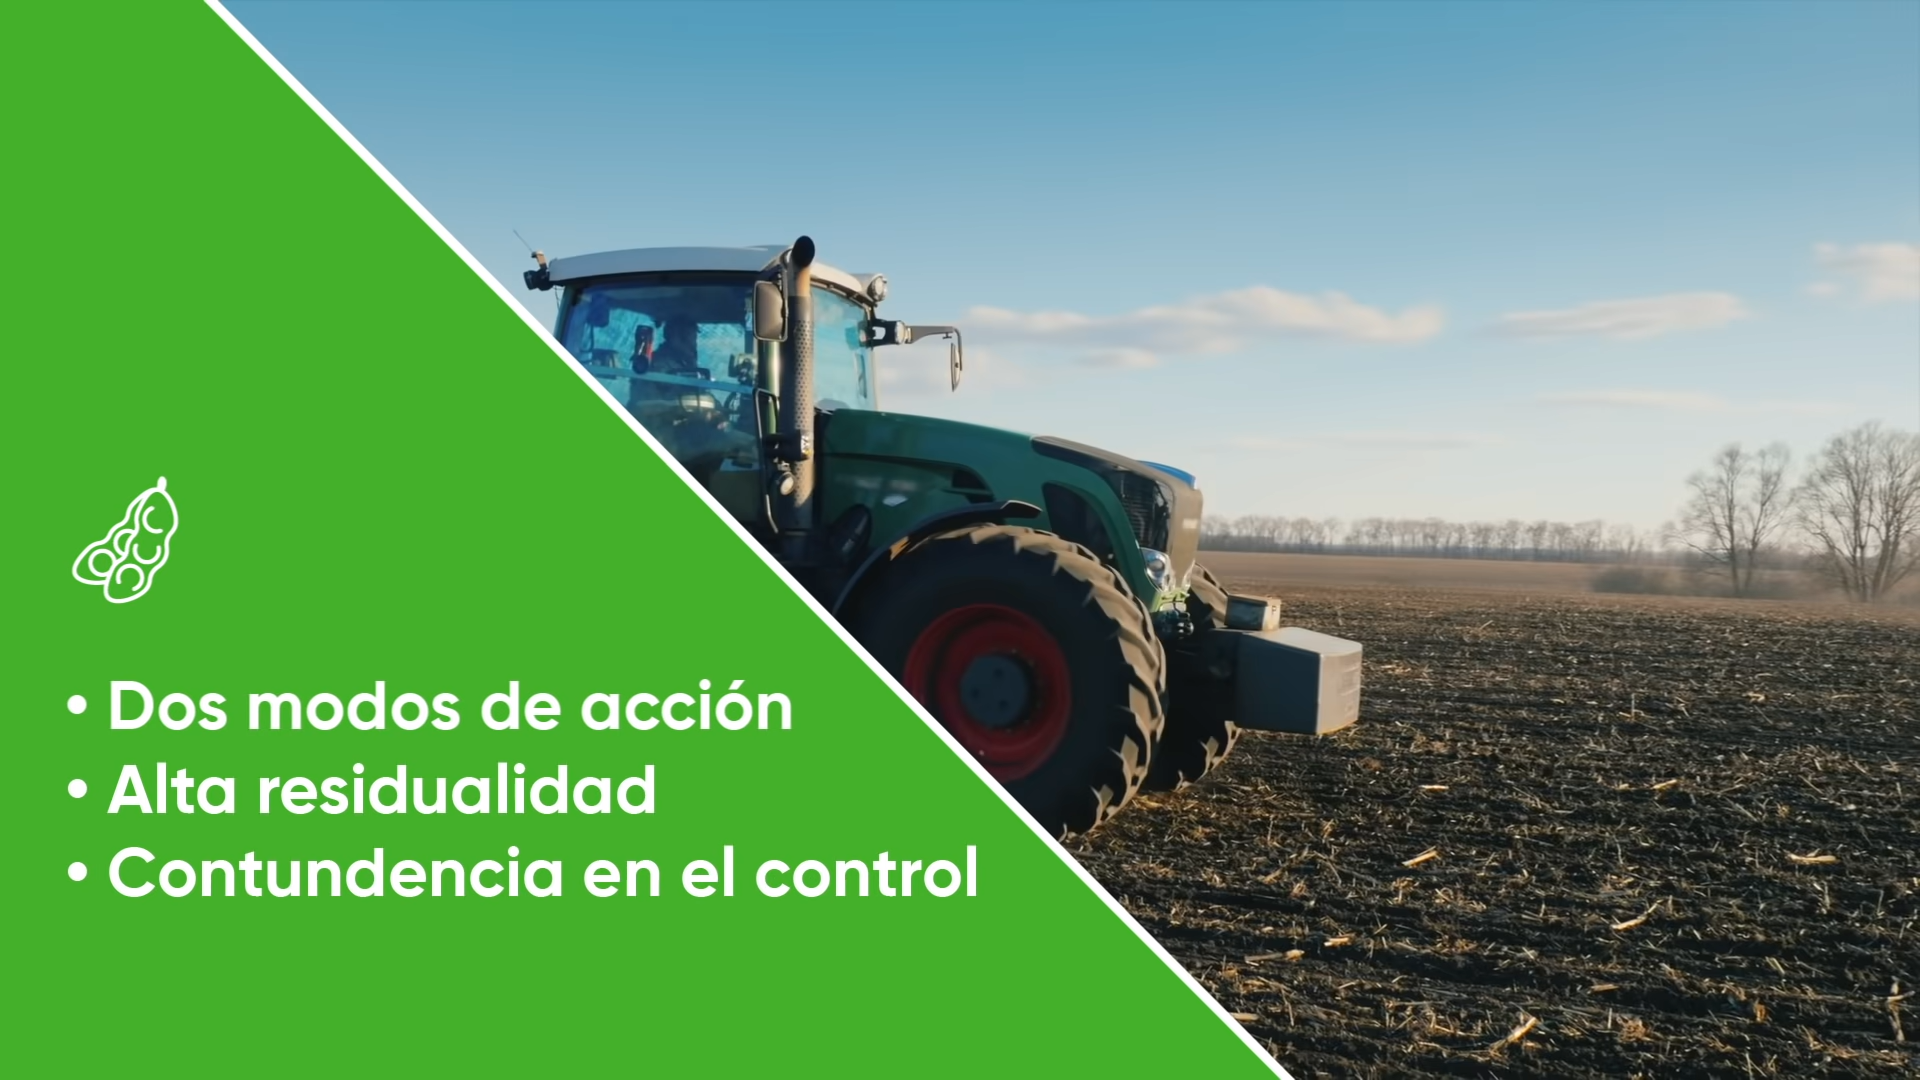 • Dos modos de acción
• Alta residualidad
• Contundencia en el control